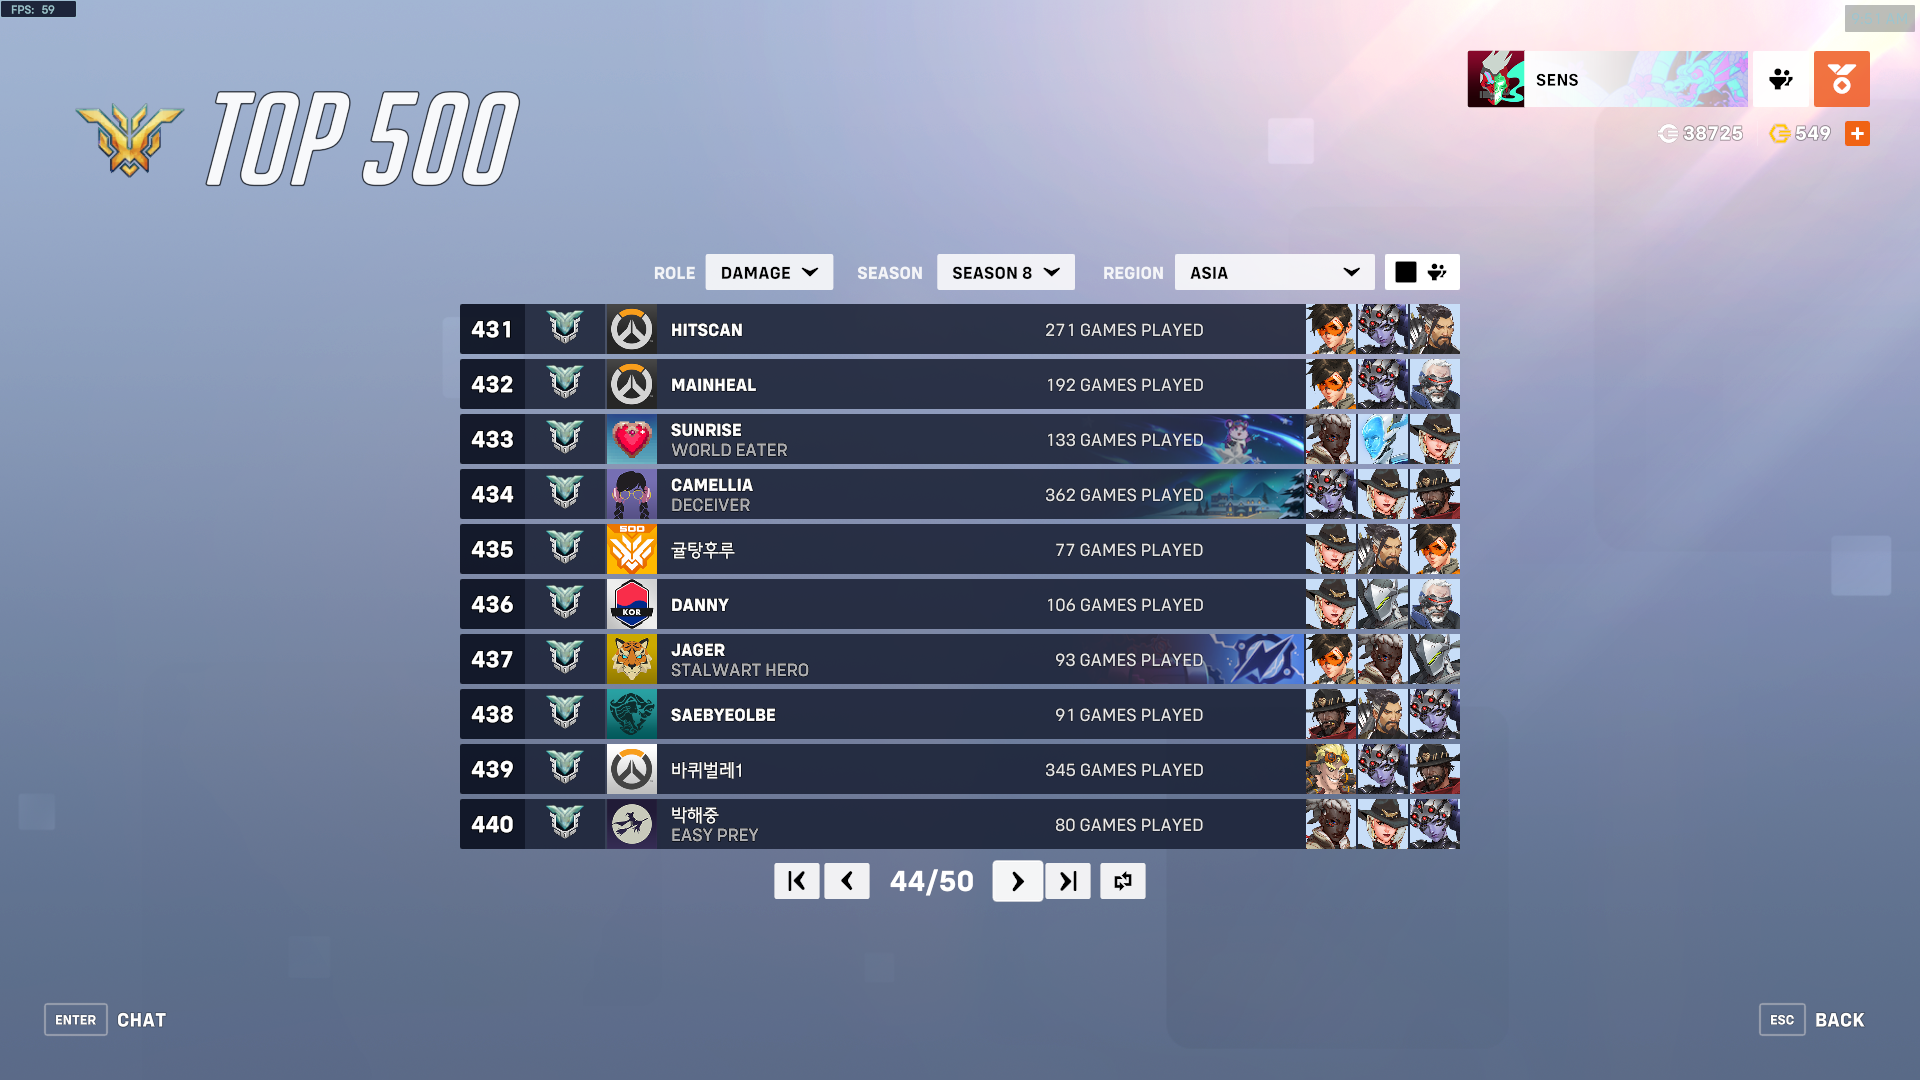 FPS: 59
SENS
38725 549
TOP 500
ROLE DAMAGE SEASON SEASON 8 REGION ASIA
431 HITSCAN 271 GAMES PLAYED
432 MAINHEAL 192 GAMES PLAYED
433 SUNRISE 133 GAMES PLAYED
WORLD EATER
434 CAMELLIA 362 GAMES PLAYED
DECEIVER
435 500 귤탕후루 77 GAMES PLAYED
436 KOR DANNY 106 GAMES PLAYED
437 JAGER 93 GAMES PLAYED
STALWART HERO
438 SAEBYEOLBE 91 GAMES PLAYED
439 바퀴벌레1 345 GAMES PLAYED
440 박해중 80 GAMES PLAYED
EASY PREY
44/50
ENTER CHAT
ESC BACK